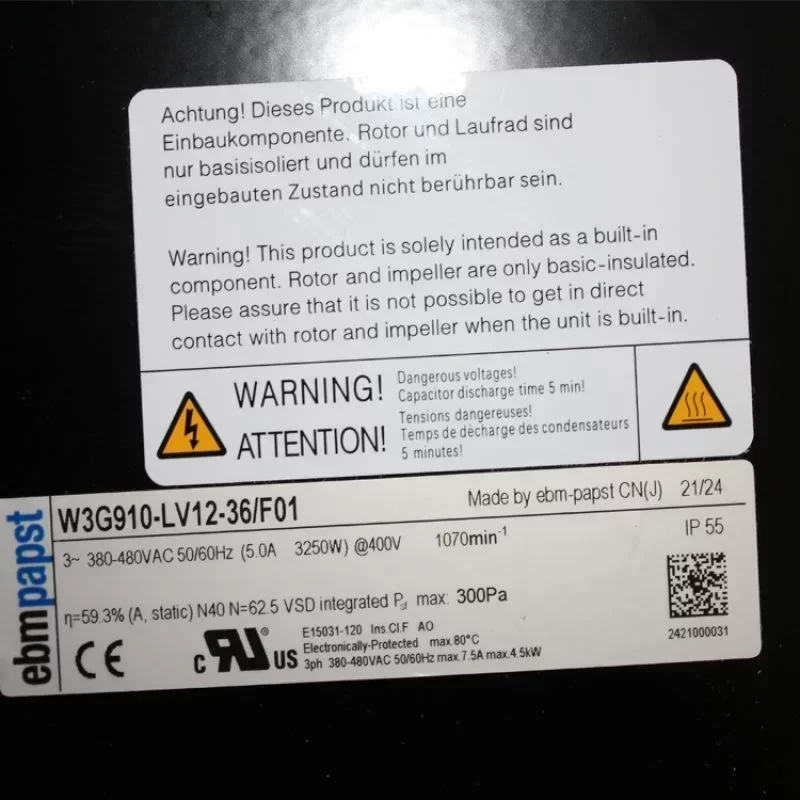 Achtung! Dieses Produkt ist eine
Einbaukomponente. Rotor und Laufrad sind
nur basisisoliert und dürfen im
eingebauten Zustand nicht berührbar sein.
Warning! This product is solely intended as a built-in
component. Rotor and impeller are only basic-insulated.
Please assure that it is not possible to get in direct
contact with rotor and impeller when the unit is built-in.
WARNING!
ATTENTION!
Dangerous voltages!
Capacitor discharge time 5 min!
Tensions dangereuses!
Temps de décharge des condensateurs
5 minutes!
ebmpapst
W3G910-LV12-36/F01
Made by ebm-papst CN(J) 21/24
3~ 380-480VAC 50/60Hz (5.0A 3250W) @400V 1070min⁻¹
IP 55
η=59.3% (A, static) N40 N=62.5 VSD integrated Psf max: 300Pa
CE
c RU ® US
E15031-120 Ins.Cl.F AO
Electronically-Protected max.80°C
3ph 380-480VAC 50/60Hz max.7.5A max.4.5kW
2421000031